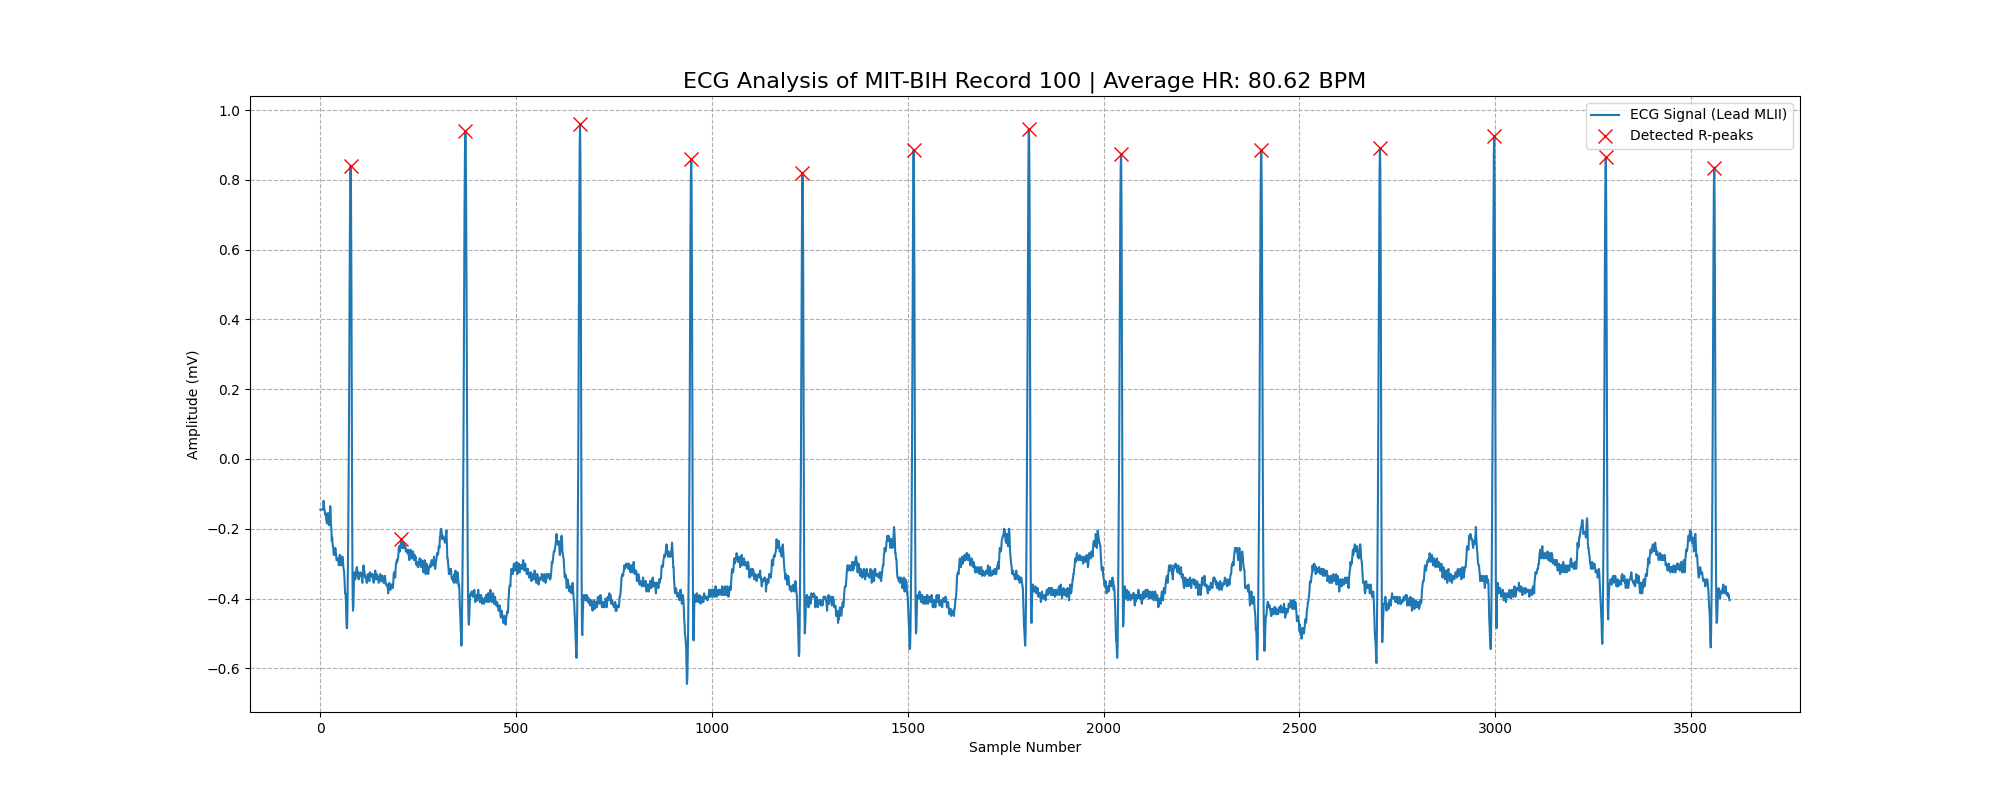 ECG Analysis of MIT-BIH Record 100 | Average HR: 80.62 BPM
ECG Signal (Lead MLII)
Detected R-peaks
Amplitude (mV)
1.0
0.8
0.6
0.4
0.2
0.0
−0.2
−0.4
−0.6
0 500 1000 1500 2000 2500 3000 3500
Sample Number